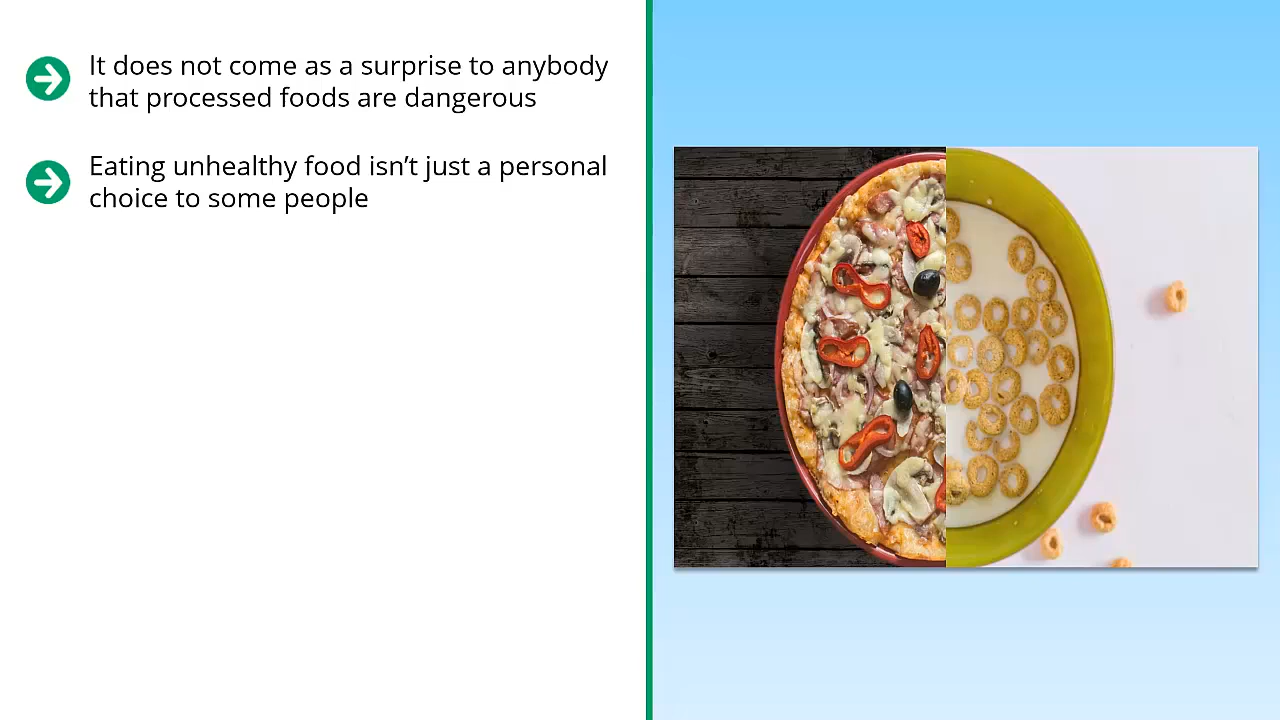 It does not come as a surprise to anybody
that processed foods are dangerous
Eating unhealthy food isn’t just a personal
choice to some people